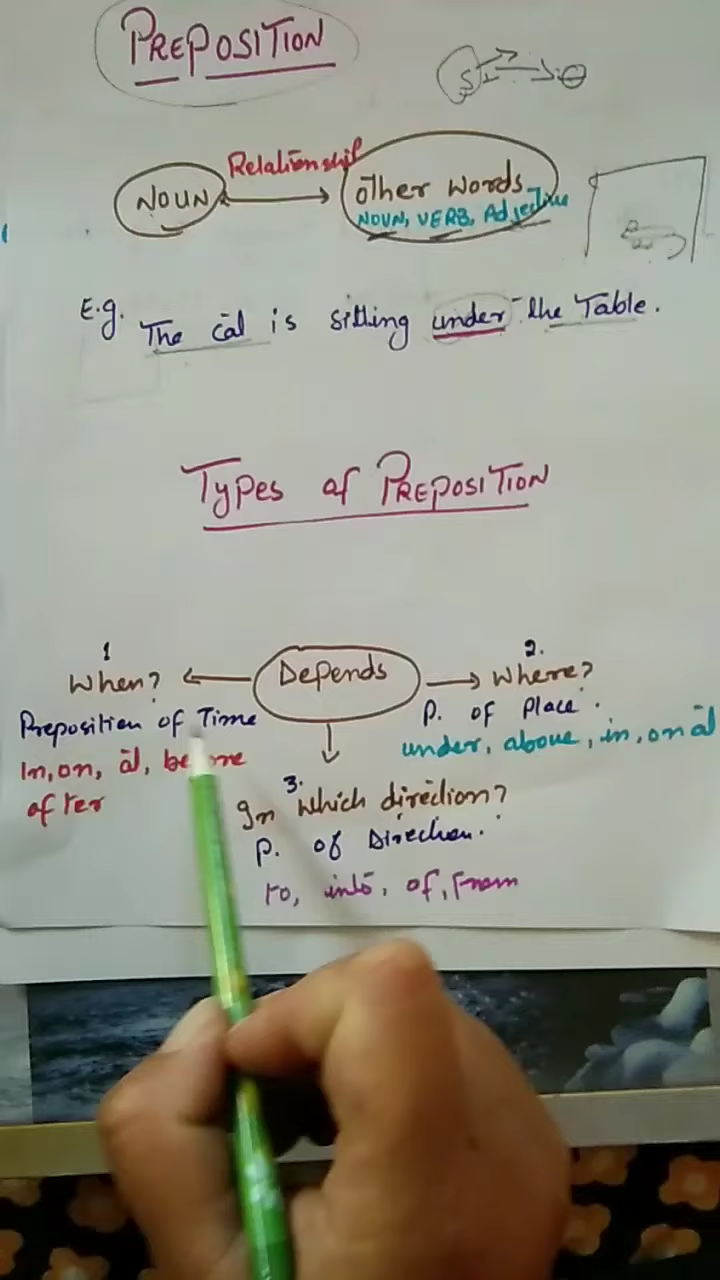 PREPOSITION
S
Relationship
NOUN
other words
NOUN, VERB, Adjective
E.g. The cat is sitting under the Table.
Types of PREPOSITION
1
When?
Depends
2.
Where?
Preposition of Time
In, on, at, before
after
P. of Place.
under, above, in, on at
3.
In which direction?
P. of Direction.
to, into, of, From